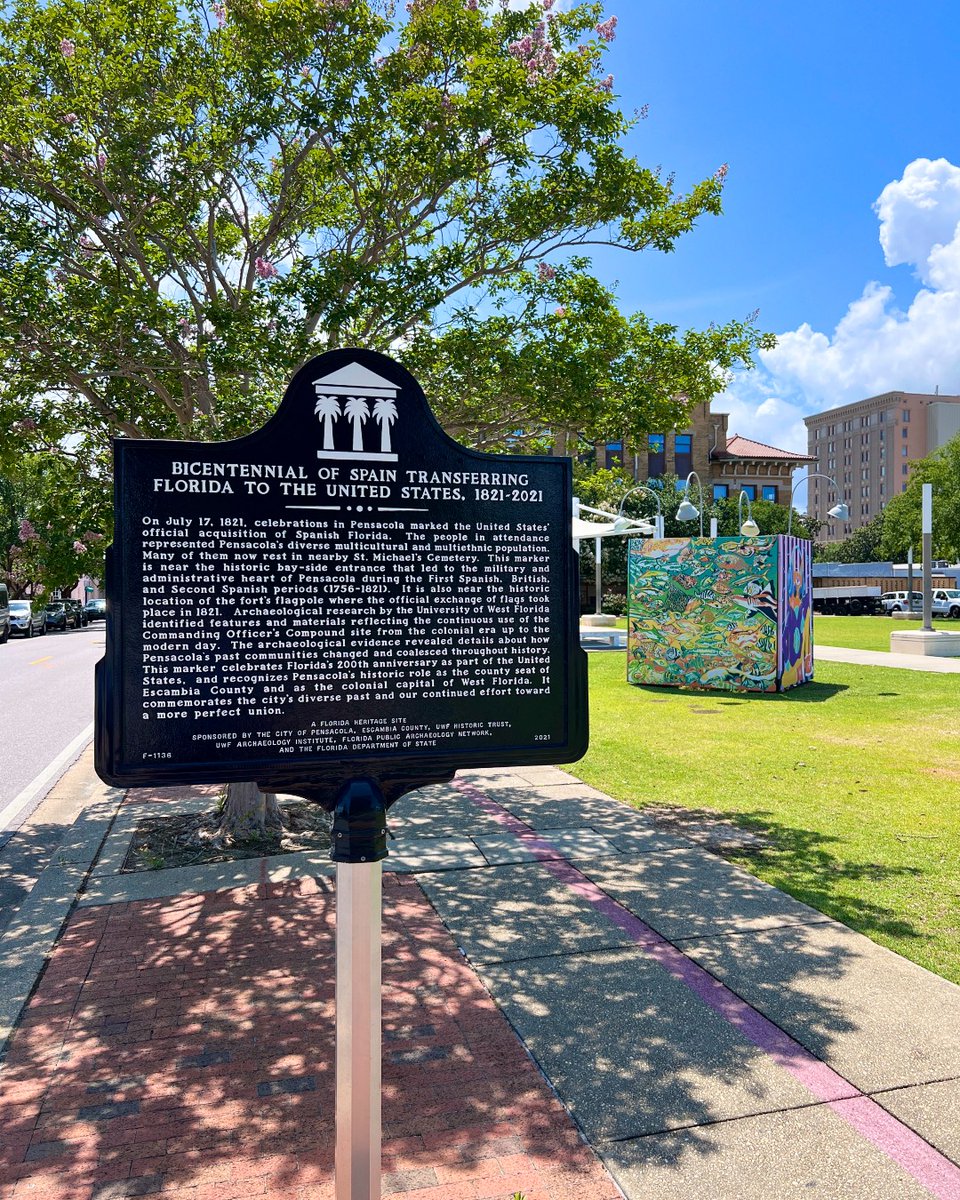 BICENTENNIAL OF SPAIN TRANSFERRING
FLORIDA TO THE UNITED STATES, 1821-2021
On July 17, 1821, celebrations in Pensacola marked the United States'
official acquisition of Spanish Florida. The people in attendance
represented Pensacola's diverse multicultural and multiethnic population.
Many of them now rest in nearby St. Michael's Cemetery. This marker
is near the historic bay-side entrance that led to the military and
administrative heart of Pensacola during the First Spanish, British,
and Second Spanish periods (1756-1821). It is also near the historic
location of the fort's flagpole where the official exchange of flags took
place in 1821. Archaeological research by the University of West Florida
identified features and materials reflecting the continuous use of the
Commanding Officer's Compound site from the colonial era up to the
modern day. The archaeological evidence revealed details about how
Pensacola's past communities changed and coalesced throughout history.
This marker celebrates Florida's 200th anniversary as part of the United
States, and recognizes Pensacola's historic role as the county seat of
Escambia County and as the colonial capital of West Florida. It
commemorates the city's diverse past and our continued effort toward
a more perfect union.
A FLORIDA HERITAGE SITE
SPONSORED BY THE CITY OF PENSACOLA, ESCAMBIA COUNTY, UWF HISTORIC TRUST,
UWF ARCHAEOLOGY INSTITUTE, FLORIDA PUBLIC ARCHAEOLOGY NETWORK,
AND THE FLORIDA DEPARTMENT OF STATE
F-1136
2021